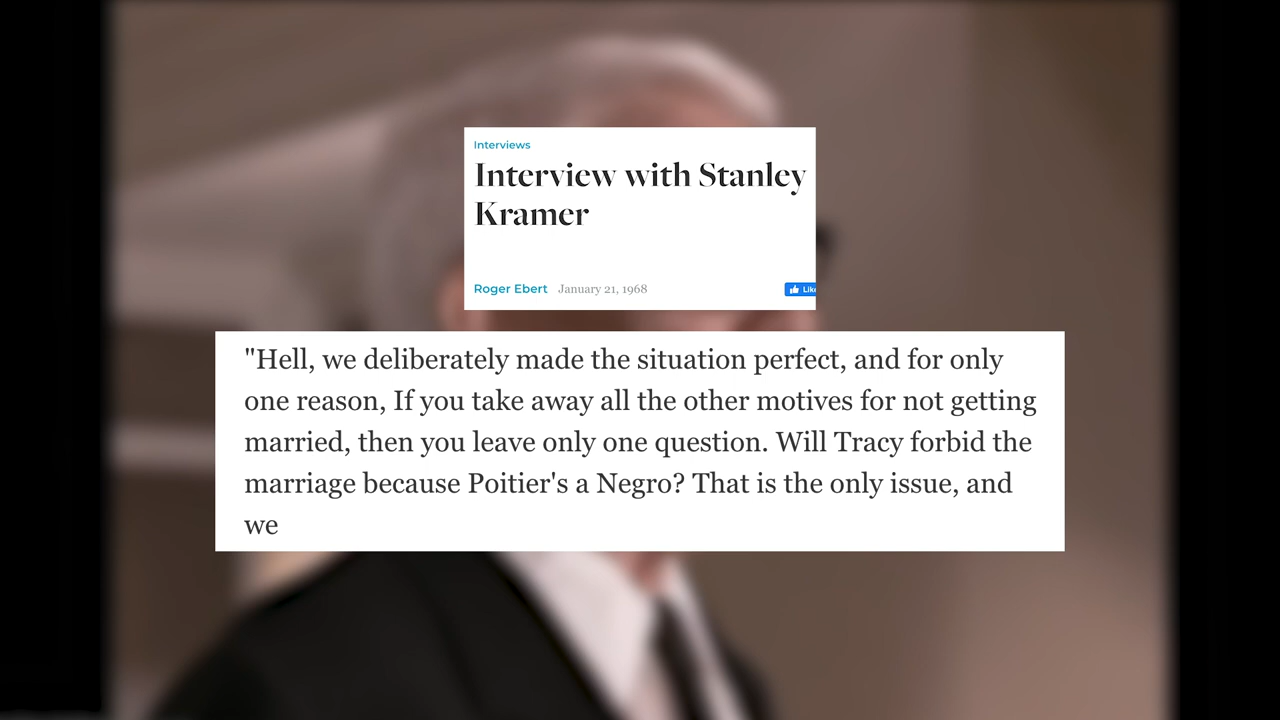 Interviews
Interview with Stanley
Kramer
Roger Ebert January 21, 1968
Like
"Hell, we deliberately made the situation perfect, and for only
one reason, If you take away all the other motives for not getting
married, then you leave only one question. Will Tracy forbid the
marriage because Poitier's a Negro? That is the only issue, and
we